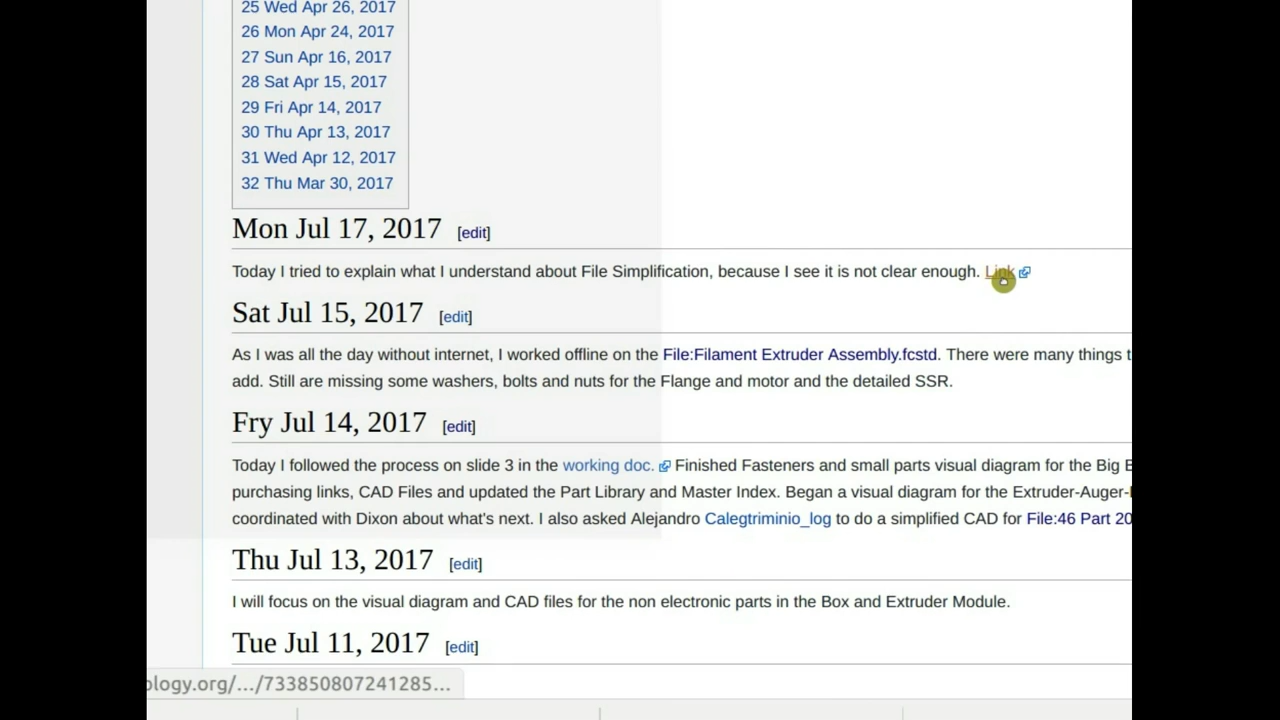 25 Wed Apr 26, 2017
26 Mon Apr 24, 2017
27 Sun Apr 16, 2017
28 Sat Apr 15, 2017
29 Fri Apr 14, 2017
30 Thu Apr 13, 2017
31 Wed Apr 12, 2017
32 Thu Mar 30, 2017
Mon Jul 17, 2017 [edit]
Today I tried to explain what I understand about File Simplification, because I see it is not clear enough. Link
Sat Jul 15, 2017 [edit]
As I was all the day without internet, I worked offline on the File:Filament Extruder Assembly.fcstd. There were many things t
add. Still are missing some washers, bolts and nuts for the Flange and motor and the detailed SSR.
Fry Jul 14, 2017 [edit]
Today I followed the process on slide 3 in the working doc. Finished Fasteners and small parts visual diagram for the Big E
purchasing links, CAD Files and updated the Part Library and Master Index. Began a visual diagram for the Extruder-Auger-
coordinated with Dixon about what's next. I also asked Alejandro Calegtriminio_log to do a simplified CAD for File:46 Part 20
Thu Jul 13, 2017 [edit]
I will focus on the visual diagram and CAD files for the non electronic parts in the Box and Extruder Module.
Tue Jul 11, 2017 [edit]
ology.org/.../733850807241285...